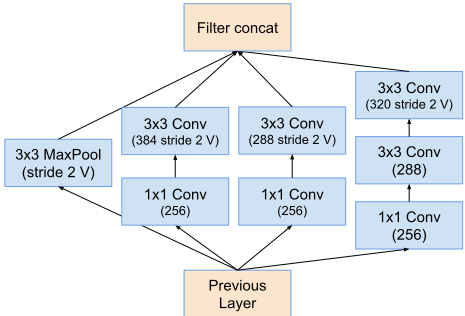 Filter concat
3x3 Conv
(320 stride 2 V)
3x3 Conv
(384 stride 2 V)
3x3 Conv
(288 stride 2 V)
3x3 MaxPool
(stride 2 V)
3x3 Conv
(288)
1x1 Conv
(256)
1x1 Conv
(256)
1x1 Conv
(256)
Previous
Layer